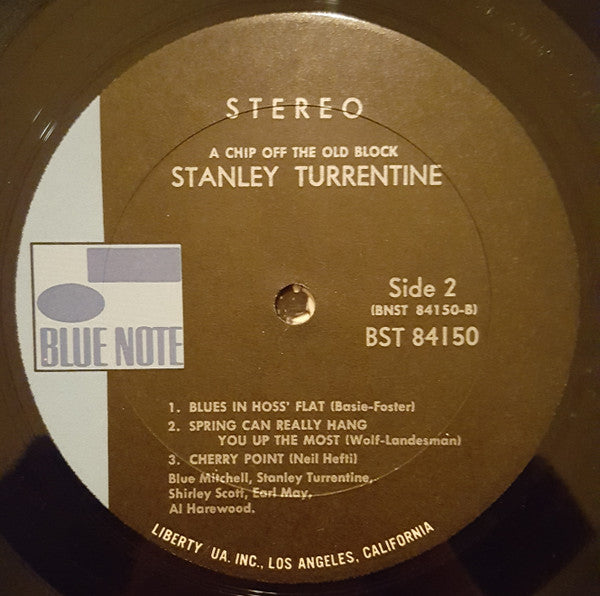 STEREO
A CHIP OFF THE OLD BLOCK
STANLEY TURRENTINE
Side 2
(BNST 84150-B)
BST 84150
BLUE NOTE
1. BLUES IN HOSS' FLAT (Basie-Foster)
2. SPRING CAN REALLY HANG
YOU UP THE MOST (Wolf-Landesman)
3. CHERRY POINT (Neil Hefti)
Blue Mitchell, Stanley Turrentine,
Shirley Scott, Earl May,
Al Harewood.
LIBERTY UA. INC., LOS ANGELES, CALIFORNIA